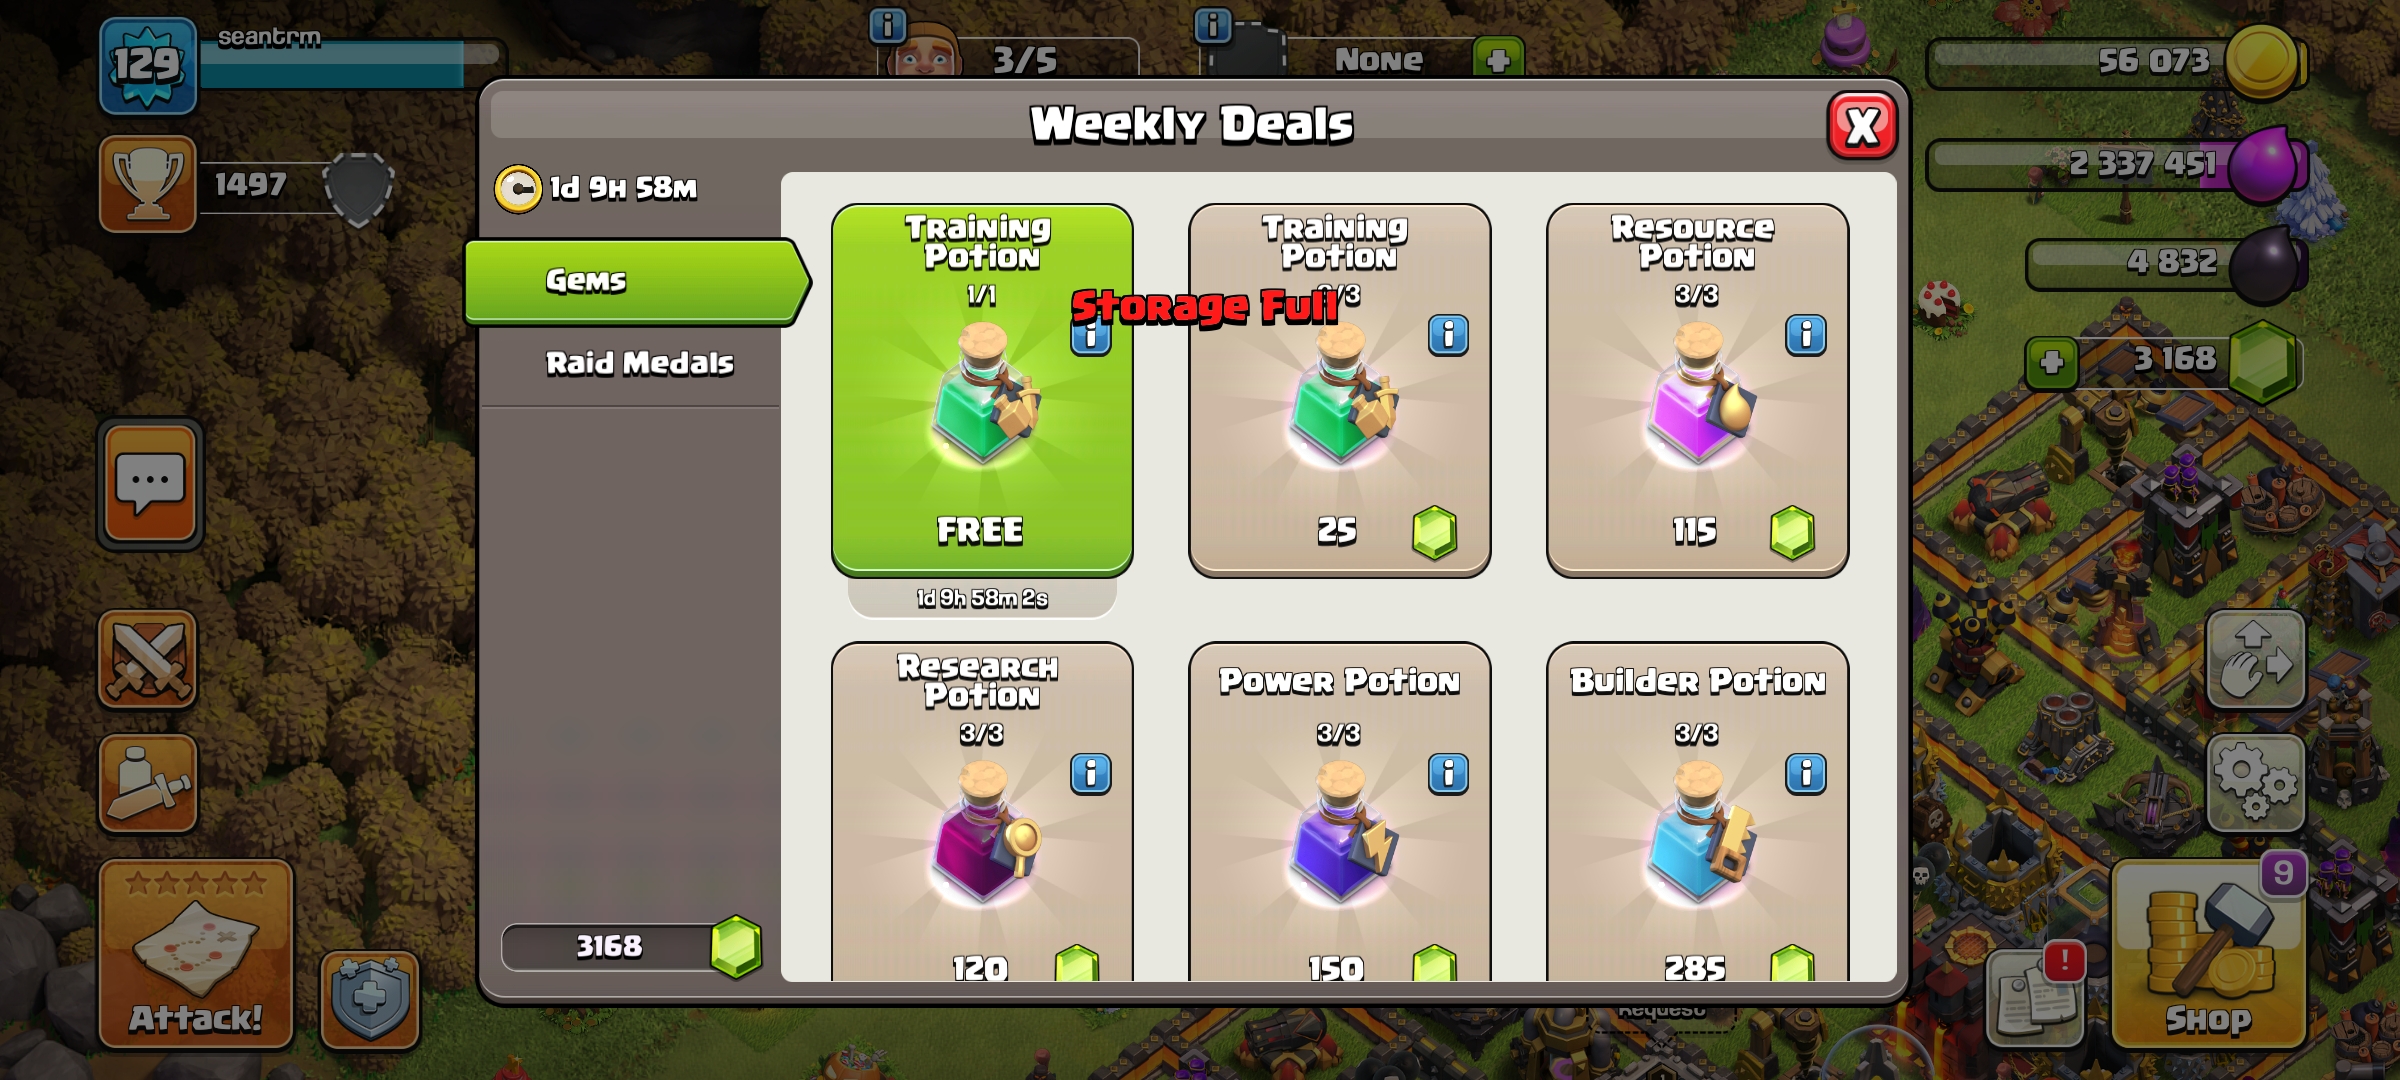 129
seantrm
3/5
None
56 073
1497
2 337 451
4 832
3 168
Weekly Deals
X
1d 9h 58m
Gems
Raid Medals
3168
Training
Potion
1/1
FREE
1d 9h 58m 2s
Training
Potion
/3
25
Storage Full
Resource
Potion
3/3
115
Research
Potion
3/3
120
Power Potion
3/3
150
Builder Potion
3/3
285
Attack!
Request
9
!
Shop